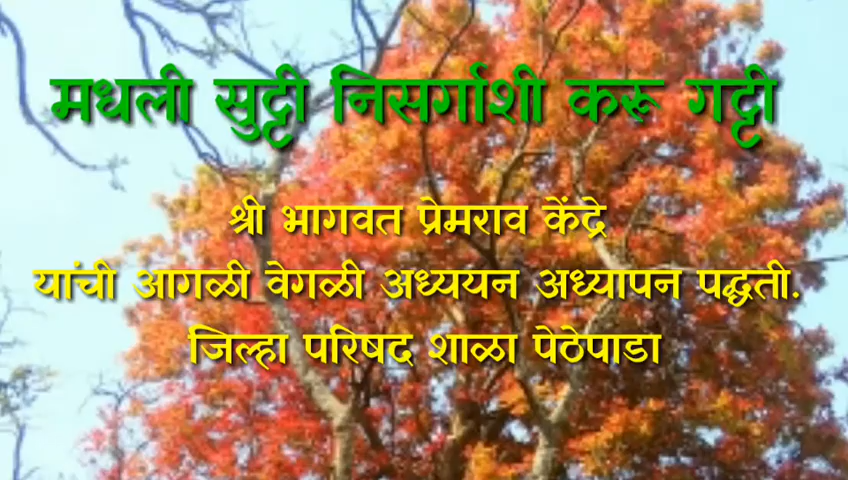 मधली सुट्टी निसर्गाशी करू गट्टी
श्री भागवत प्रेमराव केंद्रे
यांची आगळी वेगळी अध्ययन अध्यापन पद्धती.
जिल्हा परिषद शाळा पेठेपाडा